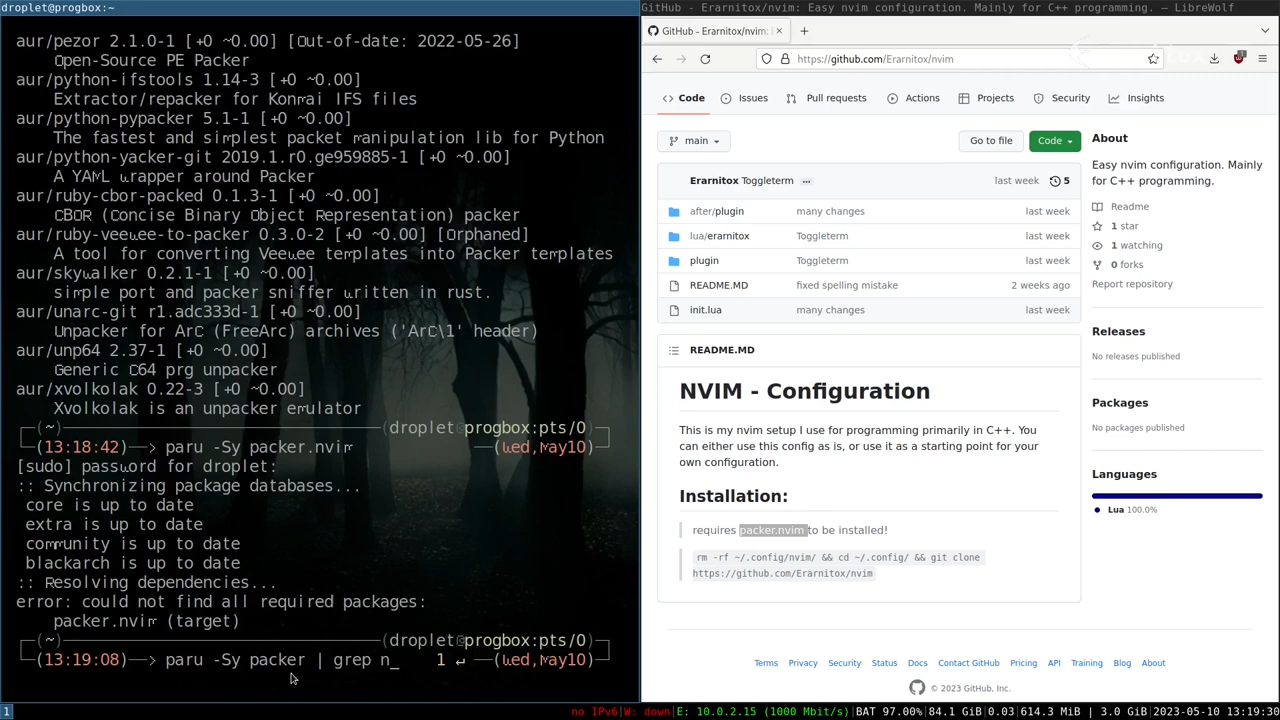 droplet@progbox:~
aur/pezor 2.1.0-1 [+0 ~0.00] [Out-of-date: 2022-05-26]
Open-Source PE Packer
aur/python-ifstools 1.14-3 [+0 ~0.00]
Extractor/repacker for Konmai IFS files
aur/python-pypacker 5.1-1 [+0 ~0.00]
The fastest and simplest packet manipulation lib for Python
aur/python-yacker-git 2019.1.r0.ge959885-1 [+0 ~0.00]
A YAML wrapper around Packer
aur/ruby-cbor-packed 0.1.3-1 [+0 ~0.00]
CBOR (Concise Binary Object Representation) packer
aur/ruby-veewee-to-packer 0.3.0-2 [+0 ~0.00] [Orphaned]
A tool for converting Veewee templates into Packer templates
aur/skywalker 0.2.1-1 [+0 ~0.00]
simple port and packer sniffer written in rust.
aur/unarc-git r1.adc333d-1 [+0 ~0.00]
Unpacker for ArC (FreeArc) archives ('ArC\1' header)
aur/unp64 2.37-1 [+0 ~0.00]
Generic C64 prg unpacker
aur/xvolkolak 0.22-3 [+0 ~0.00]
Xvolkolak is an unpacker emulator
(~) (droplet@progbox:pts/0)
(13:18:42)—> paru -Sy packer.nvim (Wed,May10)
[sudo] password for droplet:
:: Synchronizing package databases...
core is up to date
extra is up to date
community is up to date
blackarch is up to date
:: Resolving dependencies...
error: could not find all required packages:
packer.nvim (target)
(~) (droplet@progbox:pts/0)
(13:19:08)—> paru -Sy packer | grep n_ 1 ↵ (Wed,May10)
GitHub - Erarnitox/nvim: Easy nvim configuration. Mainly for C++ programming. — LibreWolf
GitHub - Erarnitox/nvim: E
https://github.com/Erarnitox/nvim
Code Issues Pull requests Actions Projects Security Insights
main Go to file Code
Erarnitox Toggleterm ... last week 5
after/plugin many changes last week
lua/erarnitox Toggleterm last week
plugin Toggleterm last week
README.MD fixed spelling mistake 2 weeks ago
init.lua many changes last week
README.MD
NVIM - Configuration
This is my nvim setup I use for programming primarily in C++. You
can either use this config as is, or use it as a starting point for your
own configuration.
Installation:
requires packer.nvim to be installed!
rm -rf ~/.config/nvim/ && cd ~/.config/ && git clone
https://github.com/Erarnitox/nvim
About
Easy nvim configuration. Mainly
for C++ programming.
Readme
1 star
1 watching
0 forks
Report repository
Releases
No releases published
Packages
No packages published
Languages
Lua 100.0%
Terms Privacy Security Status Docs Contact GitHub Pricing API Training Blog About
© 2023 GitHub, Inc.
1 no IPv6|W: down|E: 10.0.2.15 (1000 Mbit/s)|BAT 97.00%|84.1 GiB|0.03|614.1 MiB | 3.0 GiB|2023-05-10 13:19:30